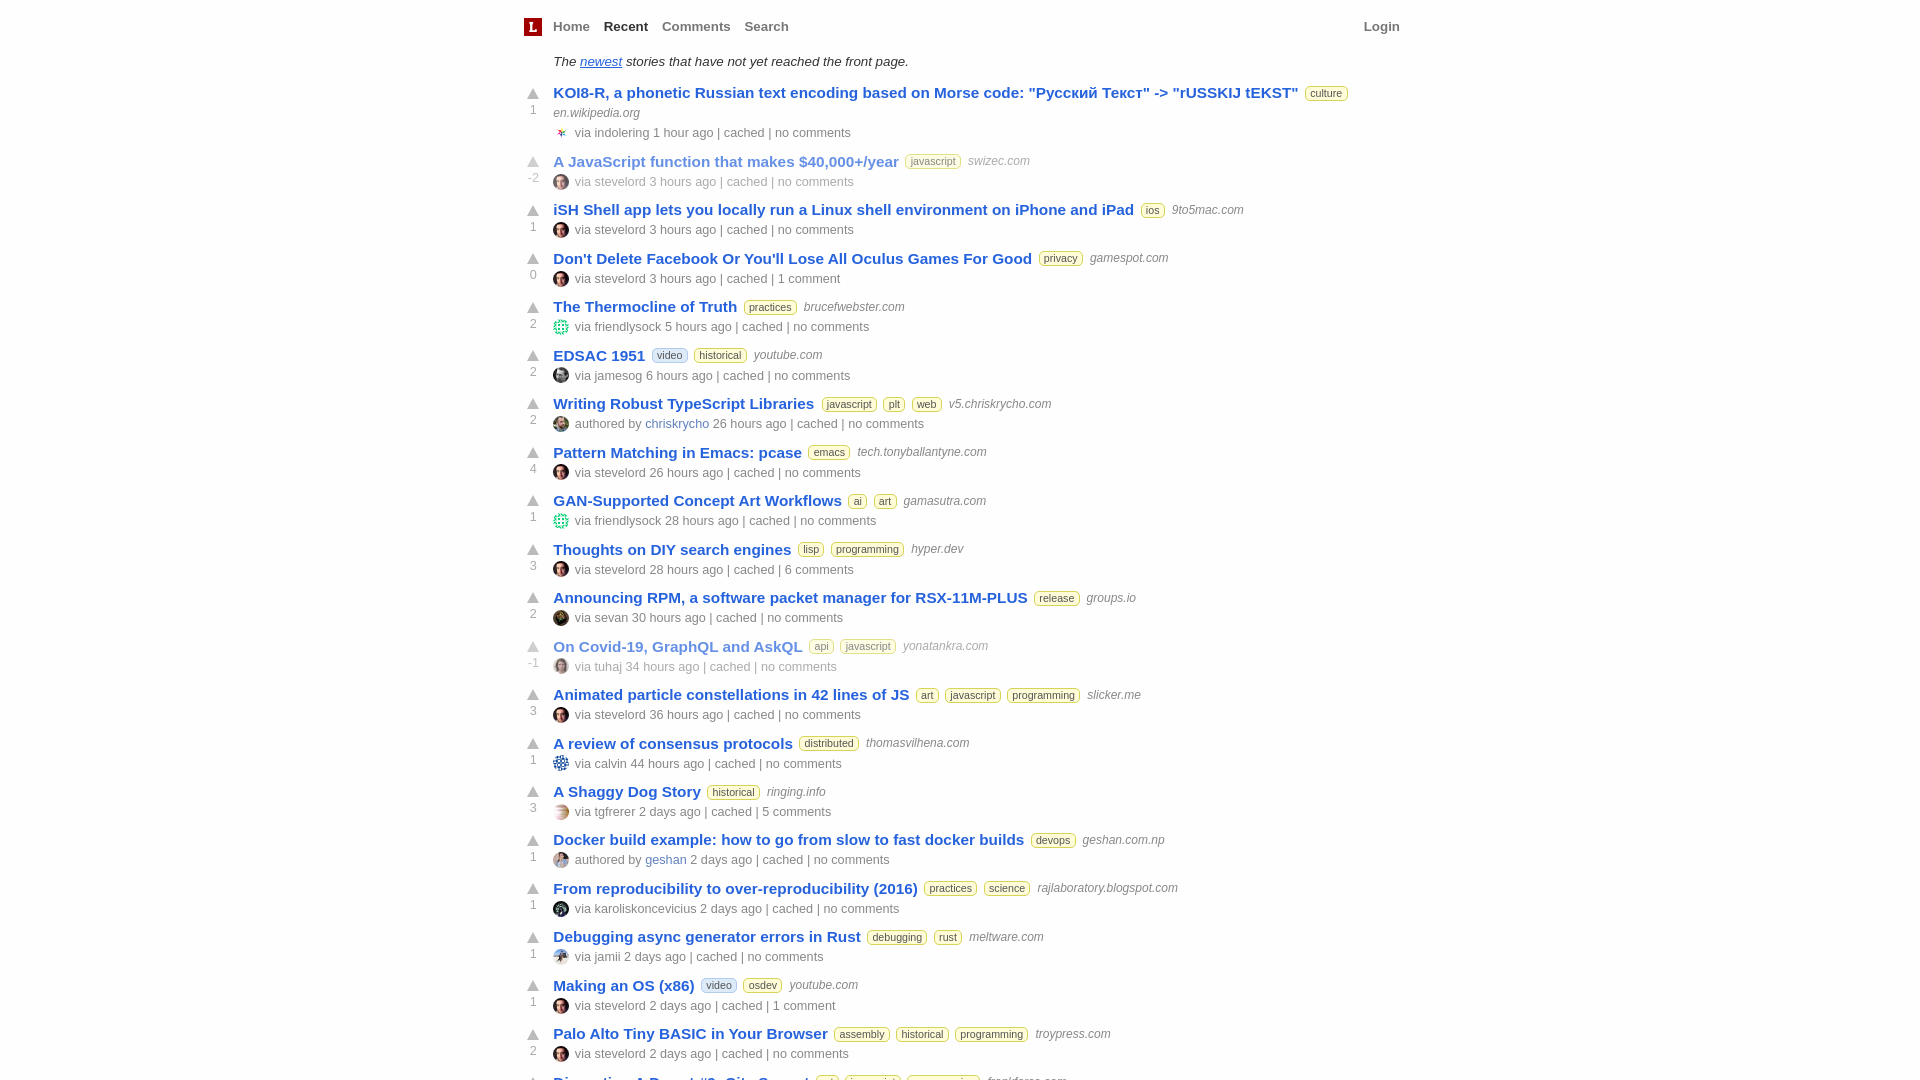 L Home Recent Comments Search Login
The newest stories that have not yet reached the front page.
KOI8-R, a phonetic Russian text encoding based on Morse code: "Русский Текст" -> "rUSSKIJ tEKST" culture
1
en.wikipedia.org
via indolering 1 hour ago | cached | no comments
A JavaScript function that makes $40,000+/year javascript swizec.com
-2 via stevelord 3 hours ago | cached | no comments
iSH Shell app lets you locally run a Linux shell environment on iPhone and iPad ios 9to5mac.com
1 via stevelord 3 hours ago | cached | no comments
Don't Delete Facebook Or You'll Lose All Oculus Games For Good privacy gamespot.com
0 via stevelord 3 hours ago | cached | 1 comment
The Thermocline of Truth practices brucefwebster.com
2 via friendlysock 5 hours ago | cached | no comments
EDSAC 1951 video historical youtube.com
2 via jamesog 6 hours ago | cached | no comments
Writing Robust TypeScript Libraries javascript plt web v5.chriskrycho.com
2 authored by chriskrycho 26 hours ago | cached | no comments
Pattern Matching in Emacs: pcase emacs tech.tonyballantyne.com
4 via stevelord 26 hours ago | cached | no comments
GAN-Supported Concept Art Workflows ai art gamasutra.com
1 via friendlysock 28 hours ago | cached | no comments
Thoughts on DIY search engines lisp programming hyper.dev
3 via stevelord 28 hours ago | cached | 6 comments
Announcing RPM, a software packet manager for RSX-11M-PLUS release groups.io
2 via sevan 30 hours ago | cached | no comments
On Covid-19, GraphQL and AskQL api javascript yonatankra.com
-1 via tuhaj 34 hours ago | cached | no comments
Animated particle constellations in 42 lines of JS art javascript programming slicker.me
3 via stevelord 36 hours ago | cached | no comments
A review of consensus protocols distributed thomasvilhena.com
1 via calvin 44 hours ago | cached | no comments
A Shaggy Dog Story historical ringing.info
3 via tgfrerer 2 days ago | cached | 5 comments
Docker build example: how to go from slow to fast docker builds devops geshan.com.np
1 authored by geshan 2 days ago | cached | no comments
From reproducibility to over-reproducibility (2016) practices science rajlaboratory.blogspot.com
1 via karoliskoncevicius 2 days ago | cached | no comments
Debugging async generator errors in Rust debugging rust meltware.com
1 via jamii 2 days ago | cached | no comments
Making an OS (x86) video osdev youtube.com
1 via stevelord 2 days ago | cached | 1 comment
Palo Alto Tiny BASIC in Your Browser assembly historical programming troypress.com
2 via stevelord 2 days ago | cached | no comments